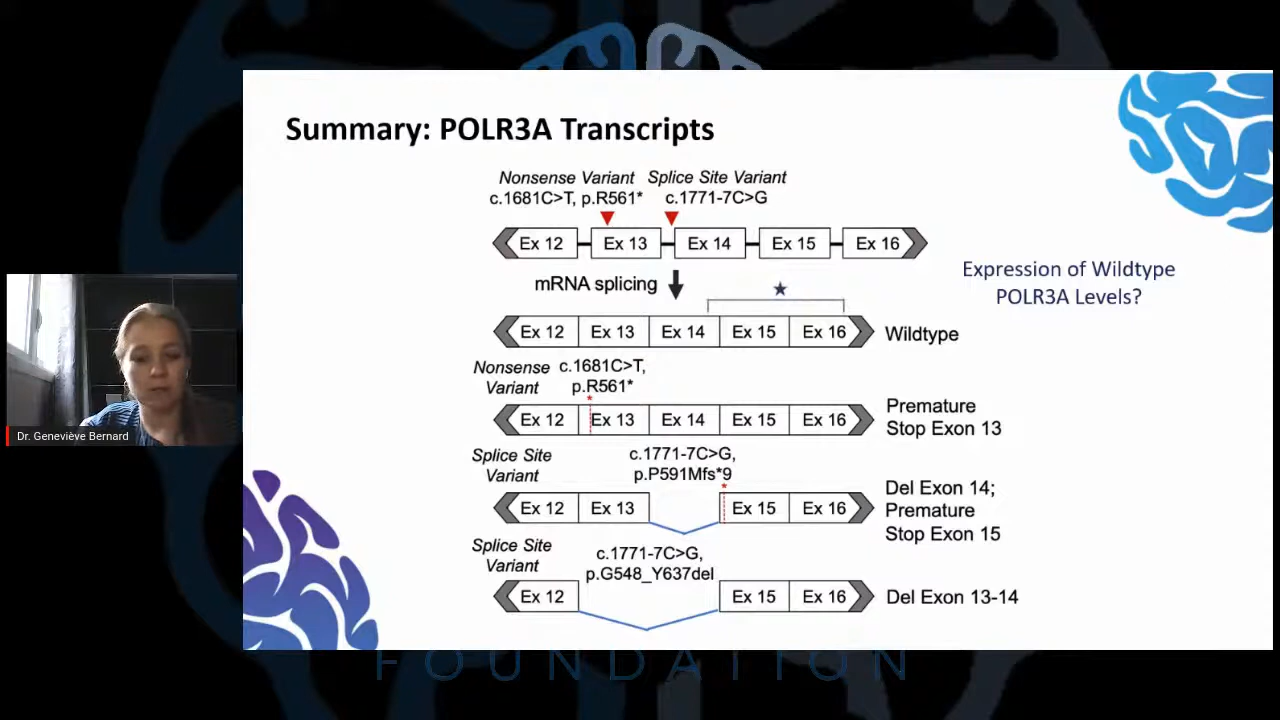 Summary: POLR3A Transcripts
Nonsense Variant
c.1681C>T, p.R561*
Splice Site Variant
c.1771-7C>G
Ex 12 Ex 13 Ex 14 Ex 15 Ex 16
mRNA splicing
★
Expression of Wildtype
POLR3A Levels?
Ex 12 Ex 13 Ex 14 Ex 15 Ex 16 Wildtype
Nonsense
Variant
c.1681C>T,
p.R561*
*
Ex 12 Ex 13 Ex 14 Ex 15 Ex 16
Premature
Stop Exon 13
Splice Site
Variant
c.1771-7C>G,
p.P591Mfs*9
*
Ex 12 Ex 13 Ex 15 Ex 16
Del Exon 14;
Premature
Stop Exon 15
Splice Site
Variant
c.1771-7C>G,
p.G548_Y637del
Ex 12 Ex 15 Ex 16 Del Exon 13-14
Dr. Geneviève Bernard
FOUNDATION